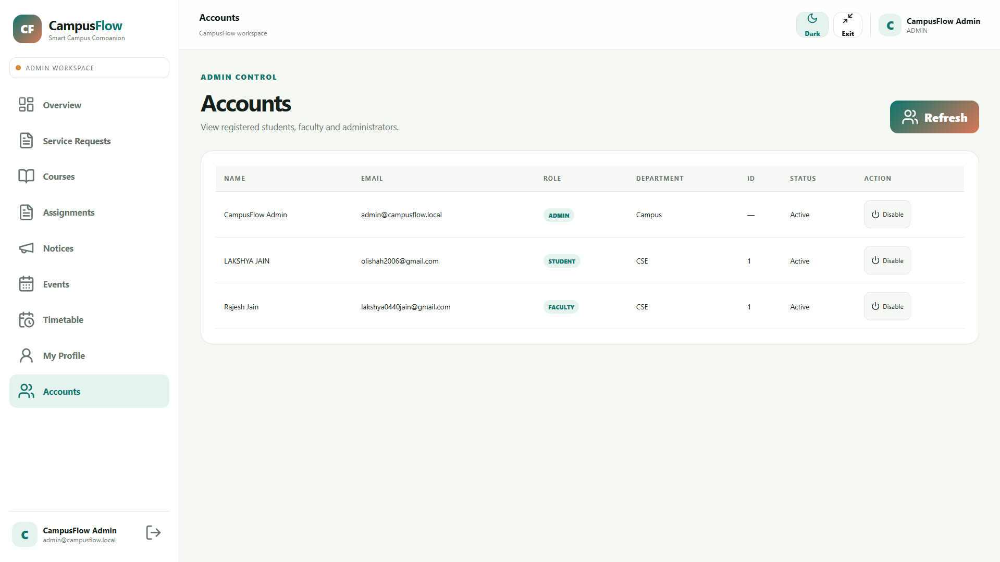 CF
CampusFlow
Smart Campus Companion
ADMIN WORKSPACE
Overview
Service Requests
Courses
Assignments
Notices
Events
Timetable
My Profile
Accounts
C
CampusFlow Admin
admin@campusflow.local
Accounts
CampusFlow workspace
Dark
Exit
C
CampusFlow Admin
ADMIN
ADMIN CONTROL
Accounts
View registered students, faculty and administrators.
Refresh
NAME EMAIL ROLE DEPARTMENT ID STATUS ACTION
CampusFlow Admin admin@campusflow.local ADMIN Campus — Active Disable
LAKSHYA JAIN olishah2006@gmail.com STUDENT CSE 1 Active Disable
Rajesh Jain lakshya0440jain@gmail.com FACULTY CSE 1 Active Disable